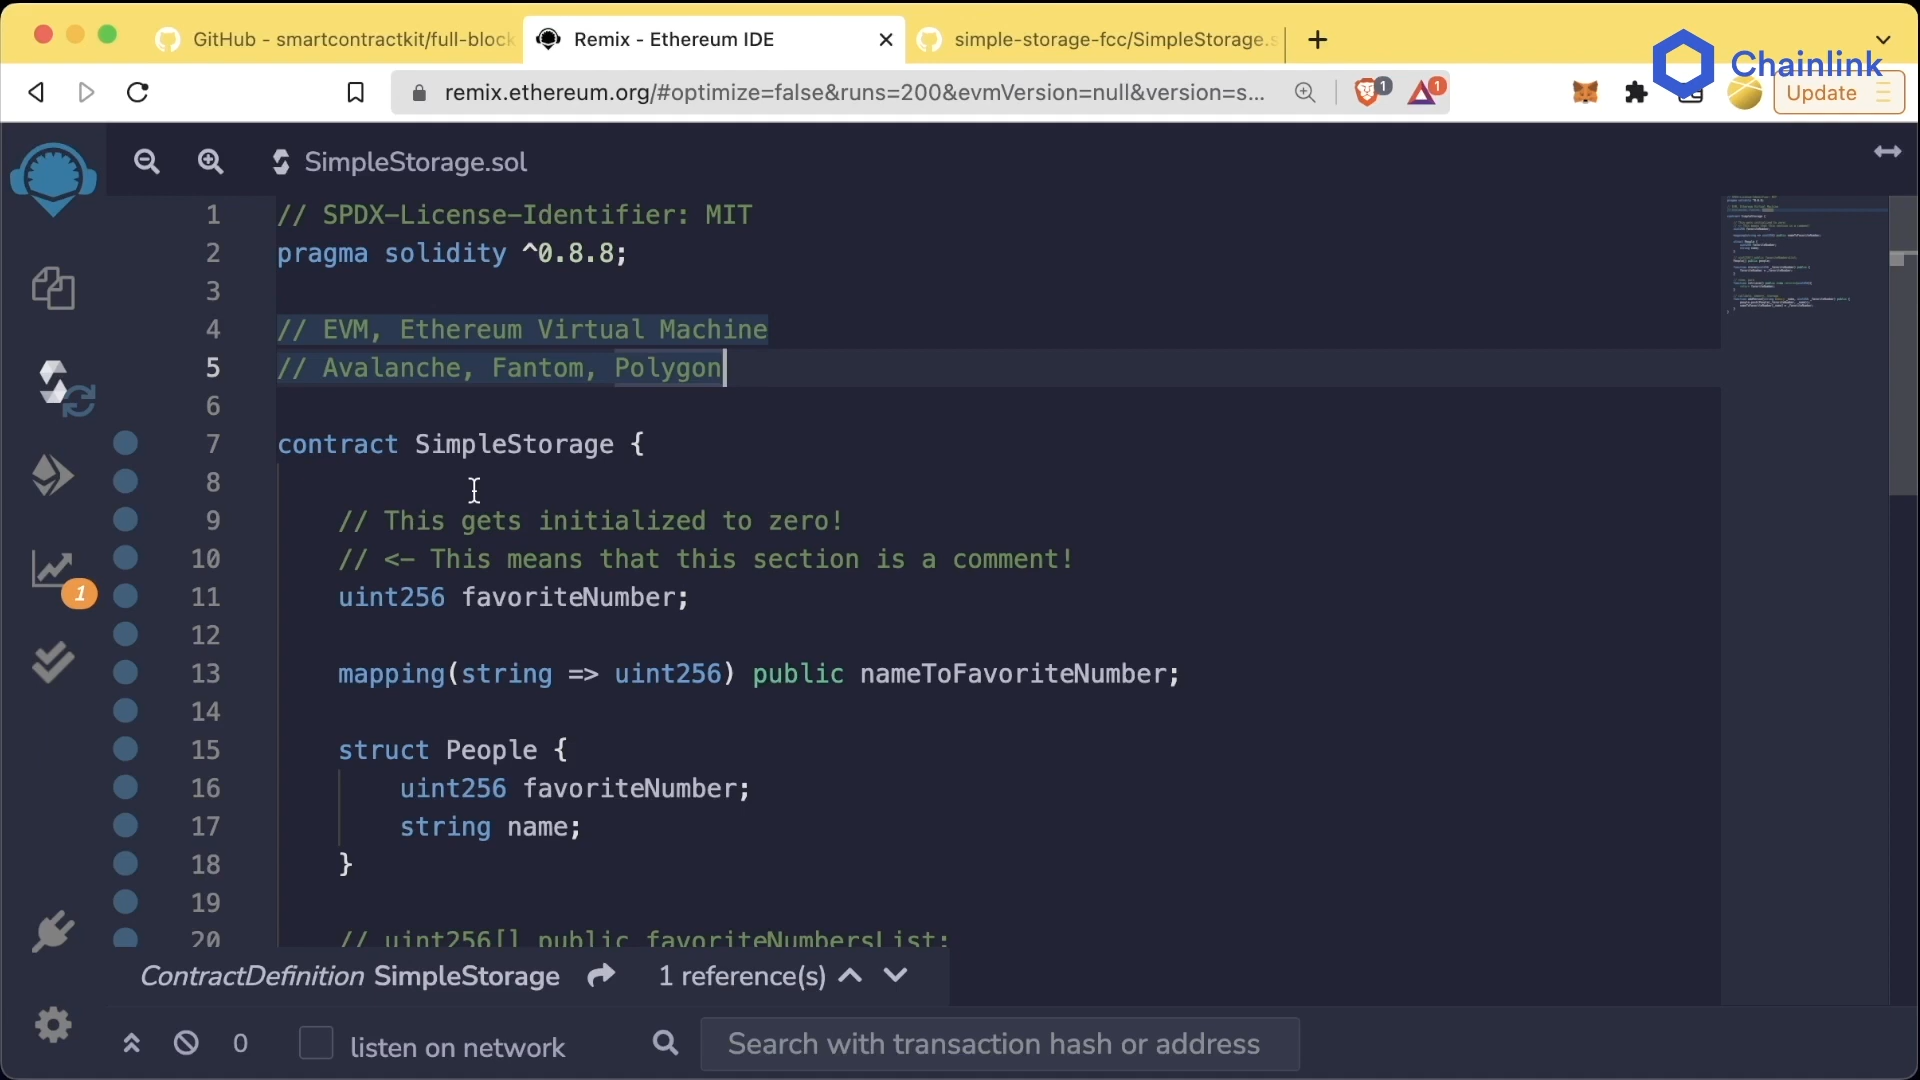 GitHub - smartcontractkit/full-block
Remix - Ethereum IDE
simple-storage-fcc/SimpleStorage.s
Chainlink
remix.ethereum.org/#optimize=false&runs=200&evmVersion=null&version=s...
1
1
Update
SimpleStorage.sol
1 // SPDX-License-Identifier: MIT
2 pragma solidity ^0.8.8;
3
4 // EVM, Ethereum Virtual Machine
5 // Avalanche, Fantom, Polygon
6
7 contract SimpleStorage {
8
9 // This gets initialized to zero!
10 // <- This means that this section is a comment!
11 uint256 favoriteNumber;
12
13 mapping(string => uint256) public nameToFavoriteNumber;
14
15 struct People {
16 uint256 favoriteNumber;
17 string name;
18 }
19
20 // uint256[] public favoriteNumbersList;
1
ContractDefinition SimpleStorage 1 reference(s)
0 listen on network Search with transaction hash or address